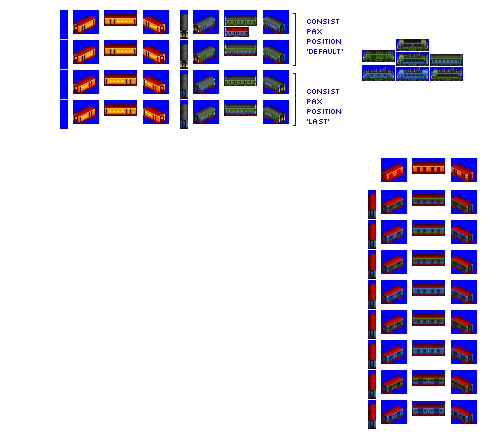 CONSIST
PAX
POSITION
'DEFAULT'
CONSIST
PAX
POSITION
'LAST'